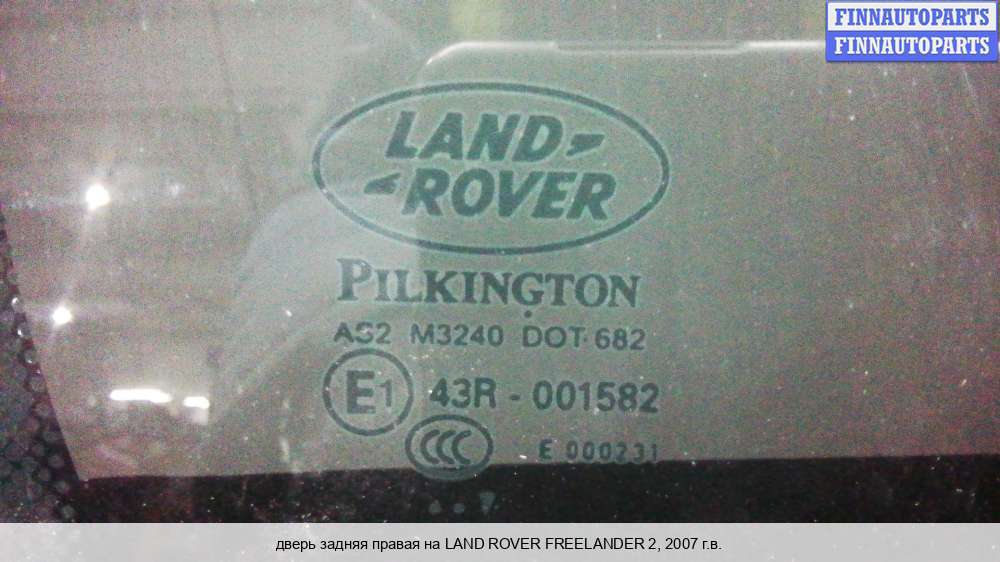 FINNAUTOPARTS
FINNAUTOPARTS
LAND
ROVER
PILKINGTON
AS2 M3240 DOT·682
E1 43R - 001582
CCC
E 000231
.. 7
дверь задняя правая на LAND ROVER FREELANDER 2, 2007 г.в.